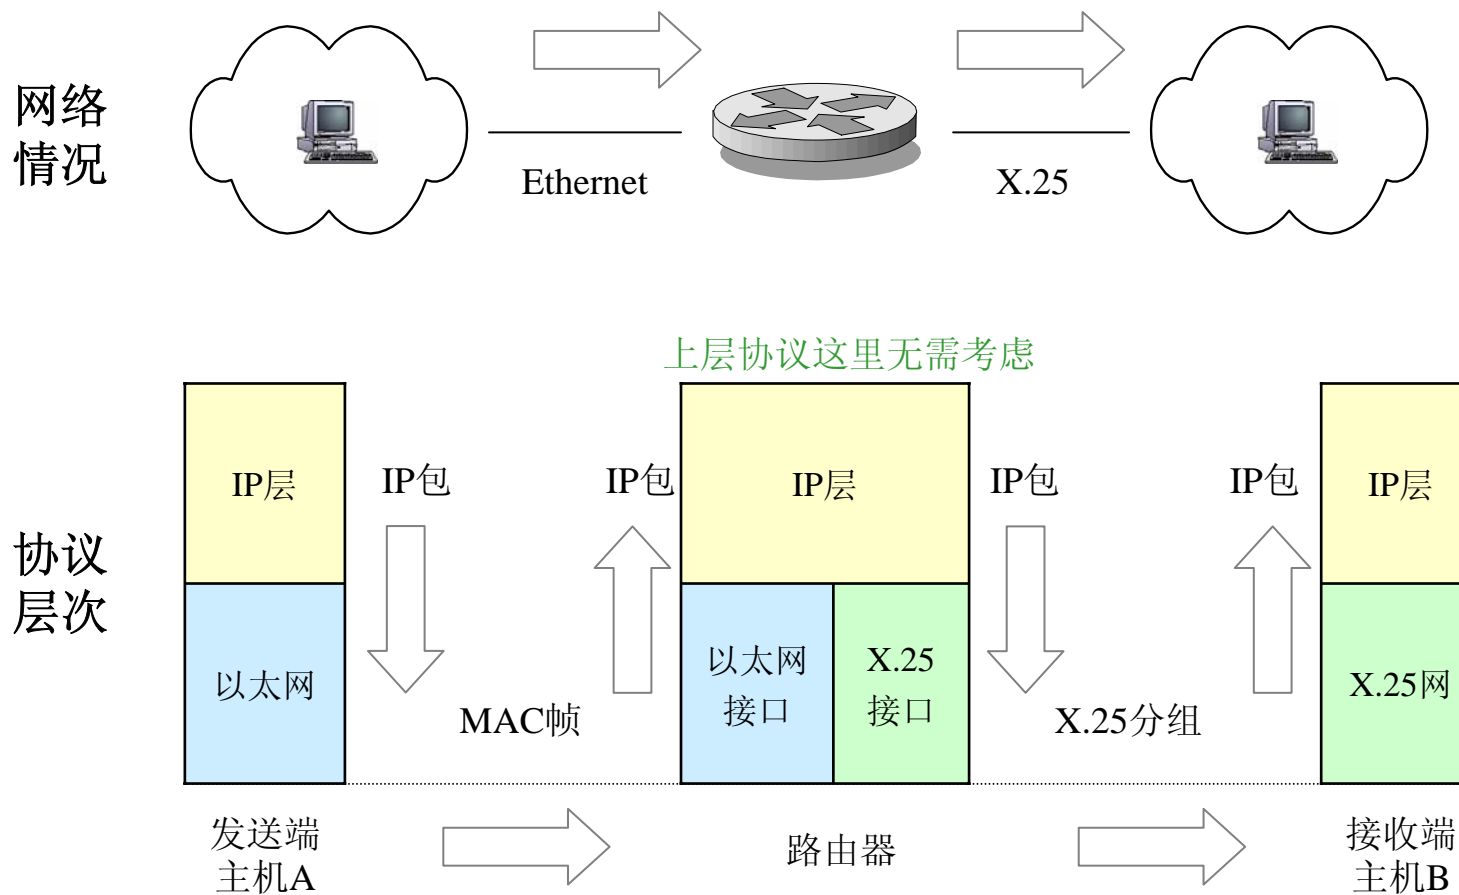 网络
情况
Ethernet
X.25
上层协议这里无需考虑
协议
层次
IP层
IP包
IP包
IP层
IP包
IP包
IP层
以太网
MAC帧
以太网
接口
X.25
接口
X.25分组
X.25网
发送端
主机A
路由器
接收端
主机B